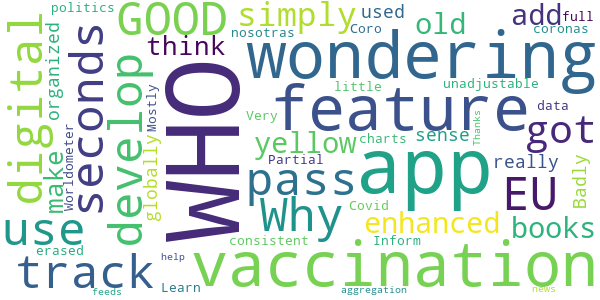 politics
GOOD
simply
used
old
add
full
nosotras
Coro
coronas
digital
organized
seconds
develop
Mostly
think
wondering
little
unadjustable
WHO
feature
Very
data
Thanks
yellow
charts
sense
got
Worldometer
make
globally
Partial
really
Badly
pass
app
EU
use
Why
Covid
enhanced
books
erased
consistent
Inform
track
help
vaccination
Learn
feeds
aggregation
news